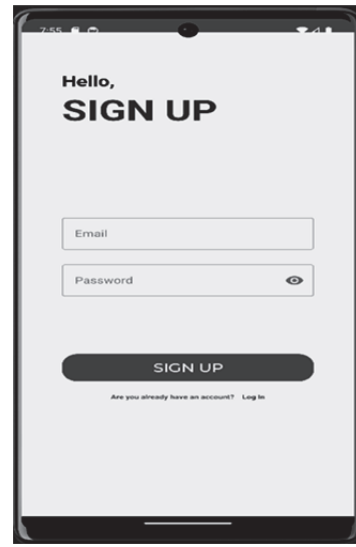 7:55
Hello,
SIGN UP
Email
Password
SIGN UP
Are you already have an account? Log In